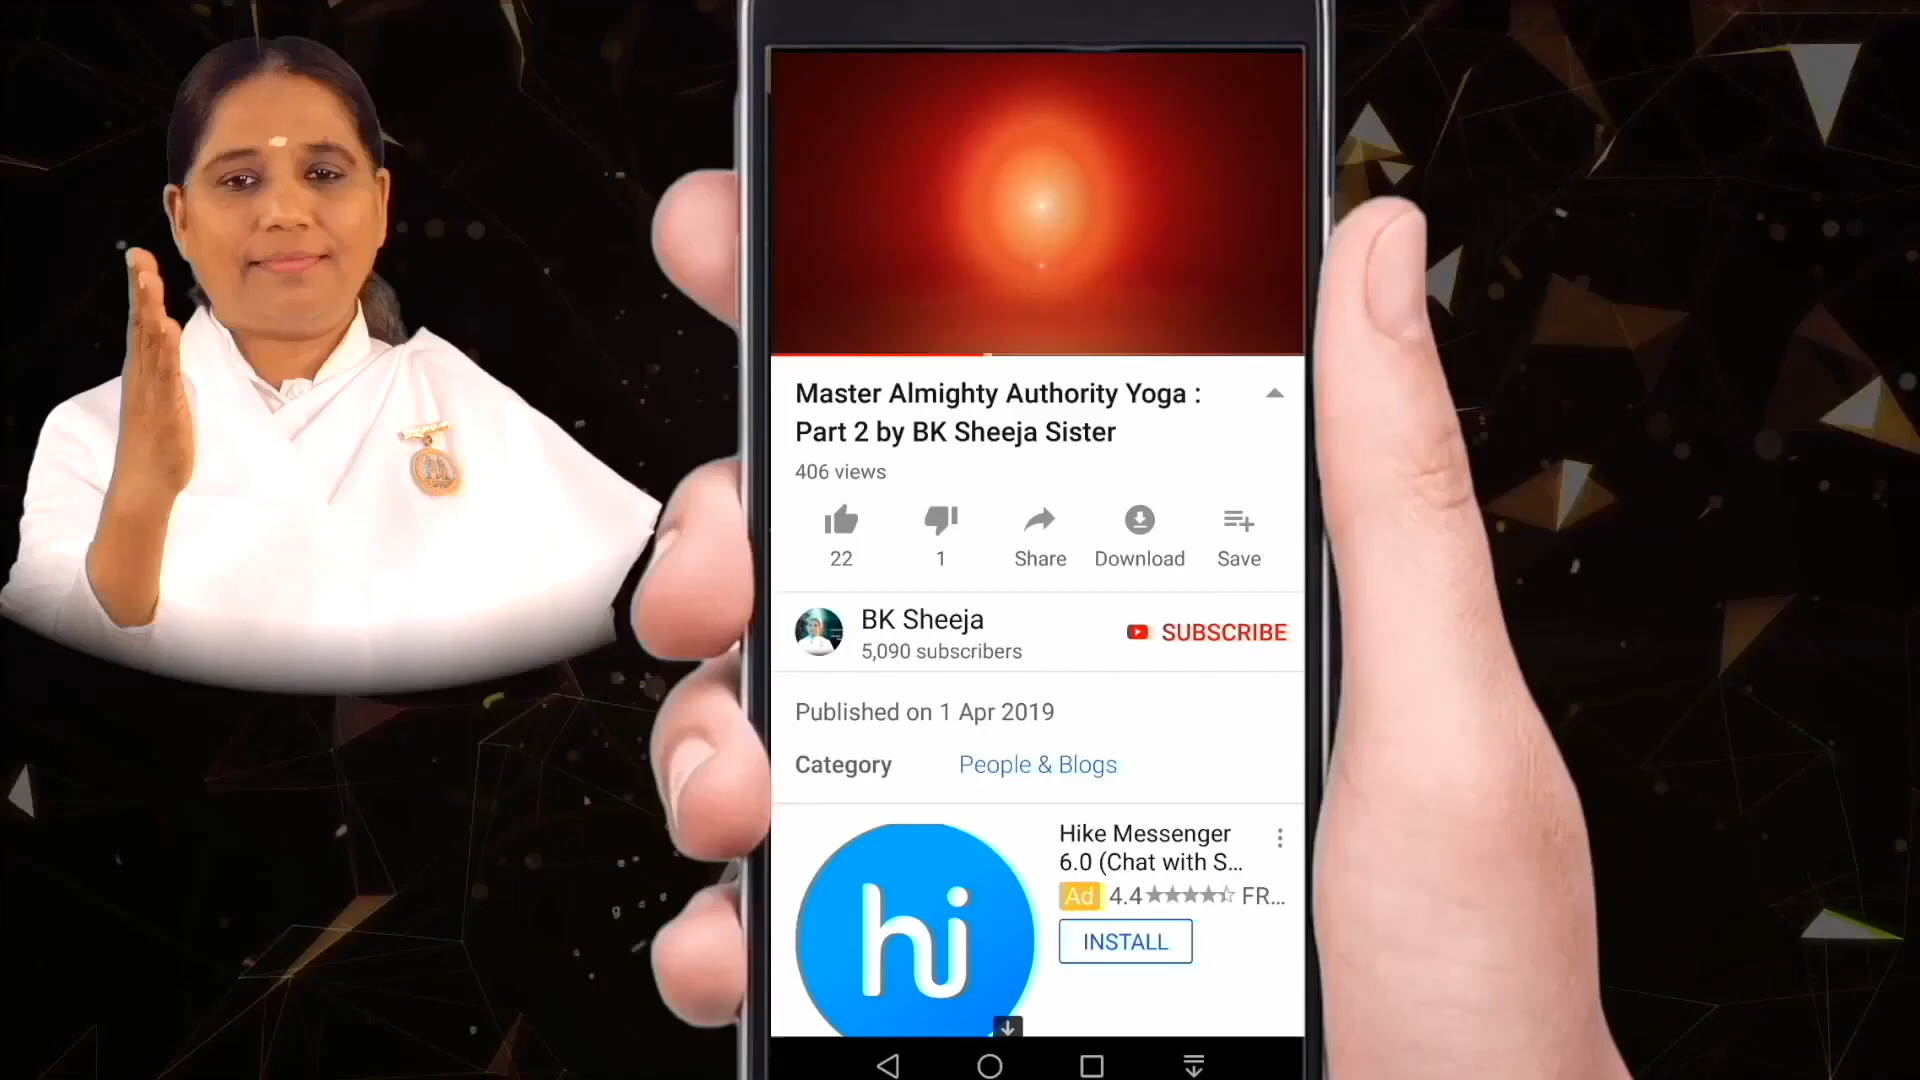 Master Almighty Authority Yoga :
Part 2 by BK Sheeja Sister
406 views
22
1
Share
Download
Save
BK Sheeja
5,090 subscribers
SUBSCRIBE
Published on 1 Apr 2019
Category
People & Blogs
hi
Hike Messenger
6.0 (Chat with S...
Ad 4.4 FR...
INSTALL